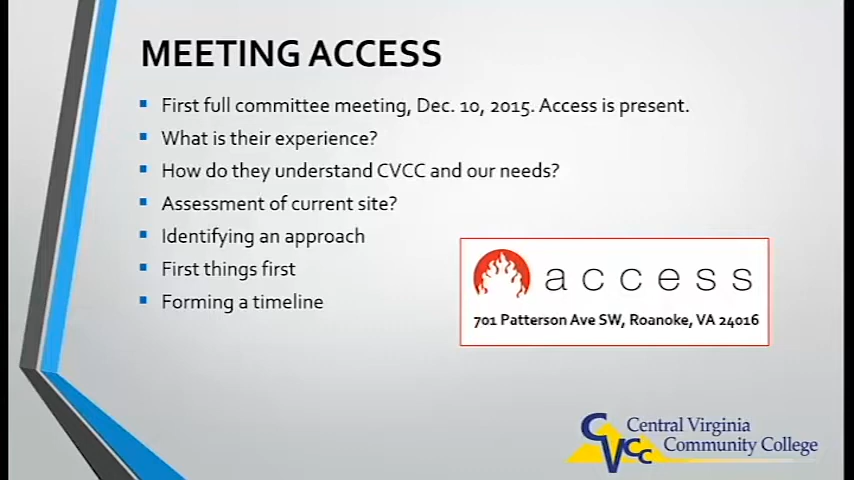 MEETING ACCESS
First full committee meeting, Dec. 10, 2015. Access is present.
What is their experience?
How do they understand CVCC and our needs?
Assessment of current site?
Identifying an approach
First things first
Forming a timeline
access
701 Patterson Ave SW, Roanoke, VA 24016
CVCC
Central Virginia
Community College